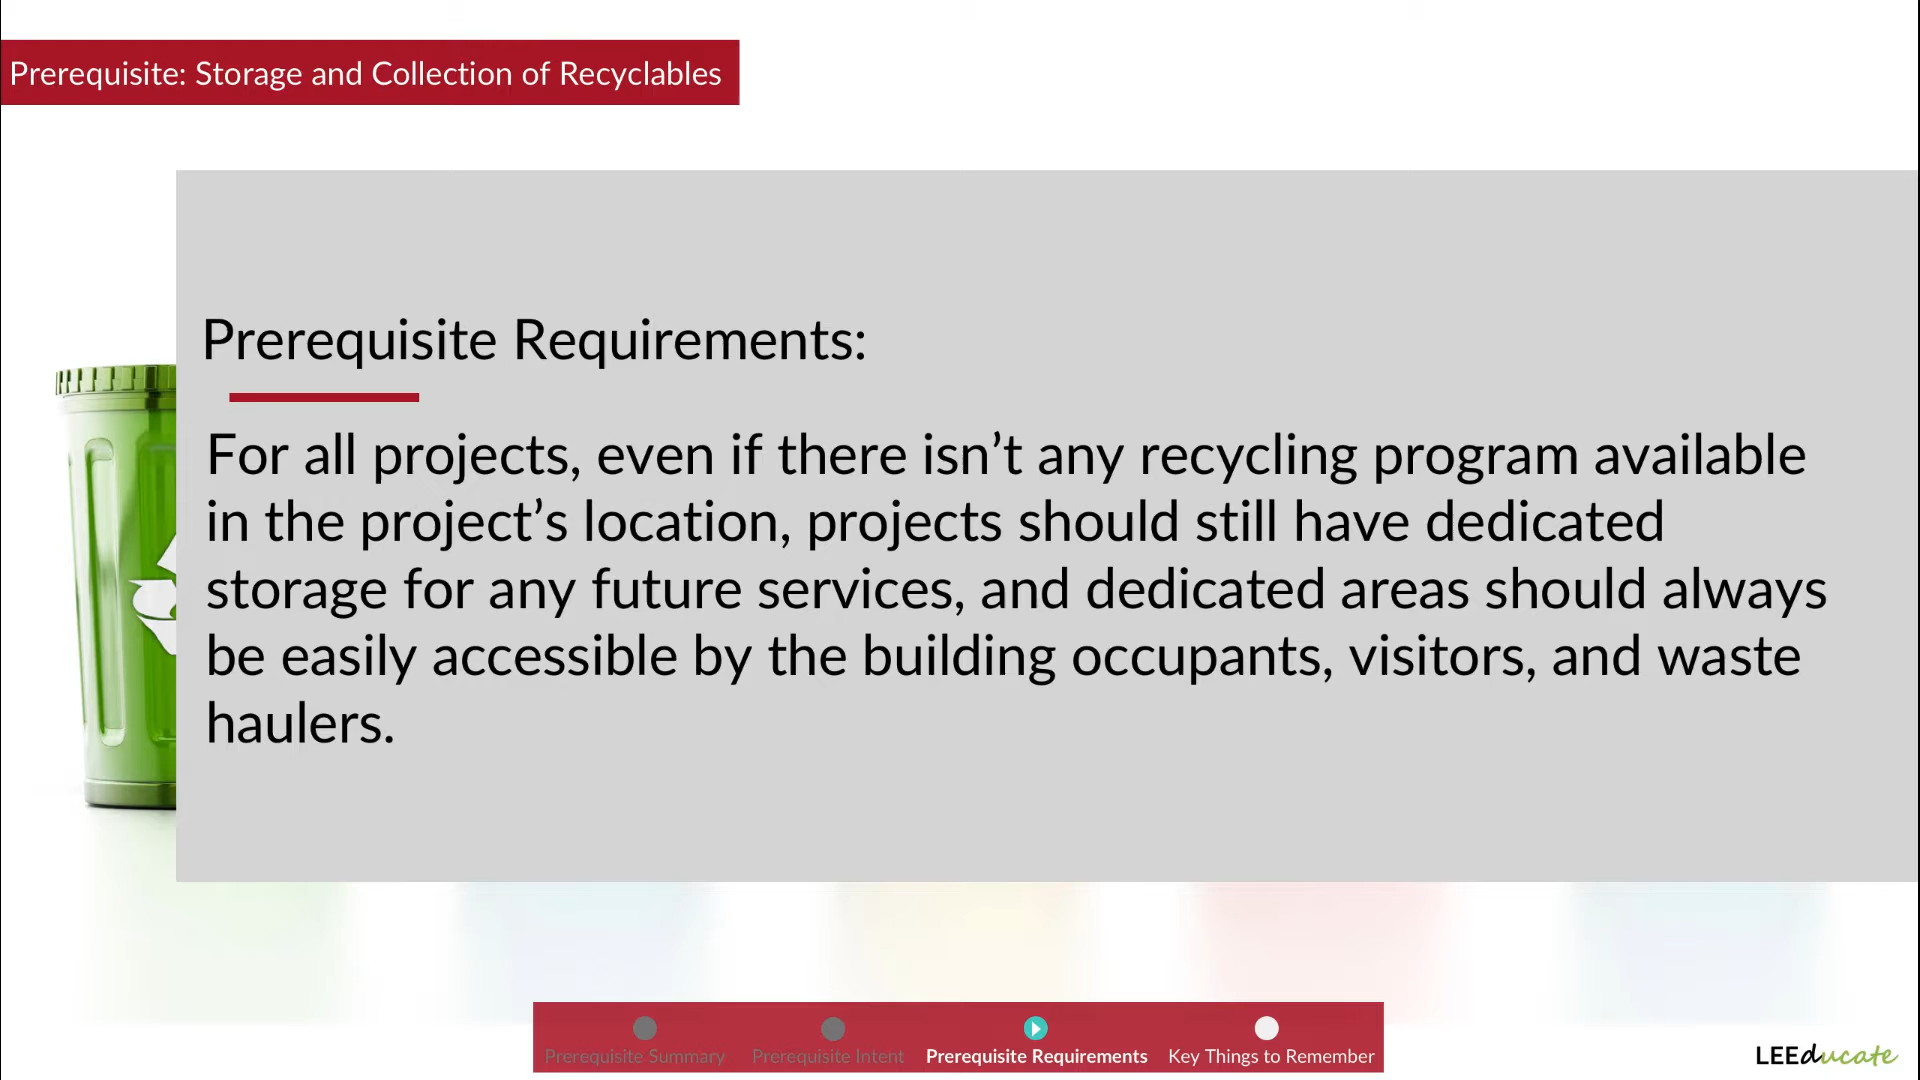 Prerequisite: Storage and Collection of Recyclables
Prerequisite Requirements:
For all projects, even if there isn’t any recycling program available
in the project’s location, projects should still have dedicated
storage for any future services, and dedicated areas should always
be easily accessible by the building occupants, visitors, and waste
haulers.
Prerequisite Summary
Prerequisite Intent
Prerequisite Requirements
Key Things to Remember
LEEducate